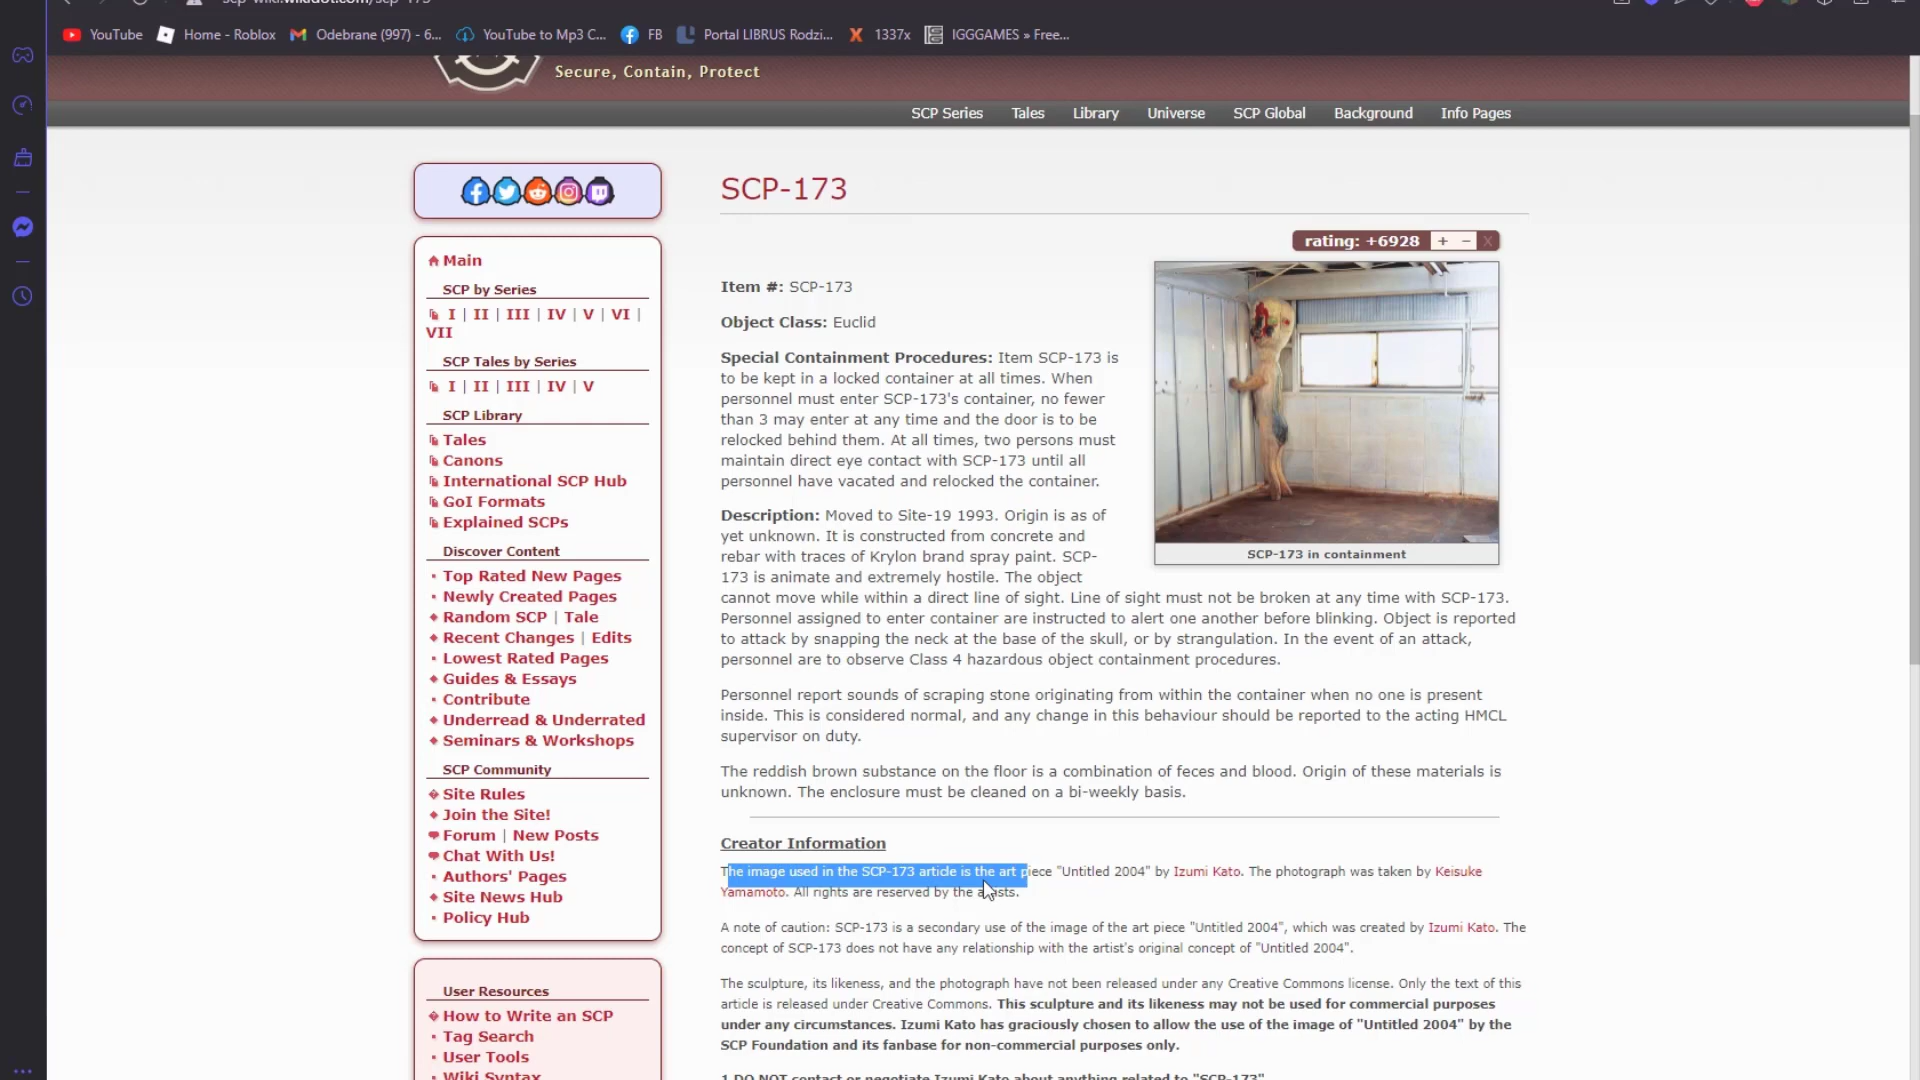 YouTube
Home - Roblox
Odebrane (997) - 6...
YouTube to Mp3 C...
FB
Portal LIBRUS Rodzi...
1337x
IGGGAMES » Free...
Secure, Contain, Protect
SCP Series Tales Library Universe SCP Global Background Info Pages
Main
SCP by Series
I | II | III | IV | V | VI |
VII
SCP Tales by Series
I | II | III | IV | V
SCP Library
Tales
Canons
International SCP Hub
GoI Formats
Explained SCPs
Discover Content
Top Rated New Pages
Newly Created Pages
Random SCP | Tale
Recent Changes | Edits
Lowest Rated Pages
Guides & Essays
Contribute
Underread & Underrated
Seminars & Workshops
SCP Community
Site Rules
Join the Site!
Forum | New Posts
Chat With Us!
Authors' Pages
Site News Hub
Policy Hub
User Resources
How to Write an SCP
Tag Search
User Tools
Wiki Syntax
SCP-173
rating: +6928 + – X
Item #: SCP-173
Object Class: Euclid
Special Containment Procedures: Item SCP-173 is
to be kept in a locked container at all times. When
personnel must enter SCP-173's container, no fewer
than 3 may enter at any time and the door is to be
relocked behind them. At all times, two persons must
maintain direct eye contact with SCP-173 until all
personnel have vacated and relocked the container.
SCP-173 in containment
Description: Moved to Site-19 1993. Origin is as of
yet unknown. It is constructed from concrete and
rebar with traces of Krylon brand spray paint. SCP-
173 is animate and extremely hostile. The object
cannot move while within a direct line of sight. Line of sight must not be broken at any time with SCP-173.
Personnel assigned to enter container are instructed to alert one another before blinking. Object is reported
to attack by snapping the neck at the base of the skull, or by strangulation. In the event of an attack,
personnel are to observe Class 4 hazardous object containment procedures.
Personnel report sounds of scraping stone originating from within the container when no one is present
inside. This is considered normal, and any change in this behaviour should be reported to the acting HMCL
supervisor on duty.
The reddish brown substance on the floor is a combination of feces and blood. Origin of these materials is
unknown. The enclosure must be cleaned on a bi-weekly basis.
Creator Information
The image used in the SCP-173 article is the art piece "Untitled 2004" by Izumi Kato. The photograph was taken by Keisuke
Yamamoto. All rights are reserved by the artists.
A note of caution: SCP-173 is a secondary use of the image of the art piece "Untitled 2004", which was created by Izumi Kato. The
concept of SCP-173 does not have any relationship with the artist's original concept of "Untitled 2004".
The sculpture, its likeness, and the photograph have not been released under any Creative Commons license. Only the text of this
article is released under Creative Commons. This sculpture and its likeness may not be used for commercial purposes
under any circumstances. Izumi Kato has graciously chosen to allow the use of the image of "Untitled 2004" by the
SCP Foundation and its fanbase for non-commercial purposes only.
1.DO NOT contact or negotiate Izumi Kato about anything related to "SCP-173"